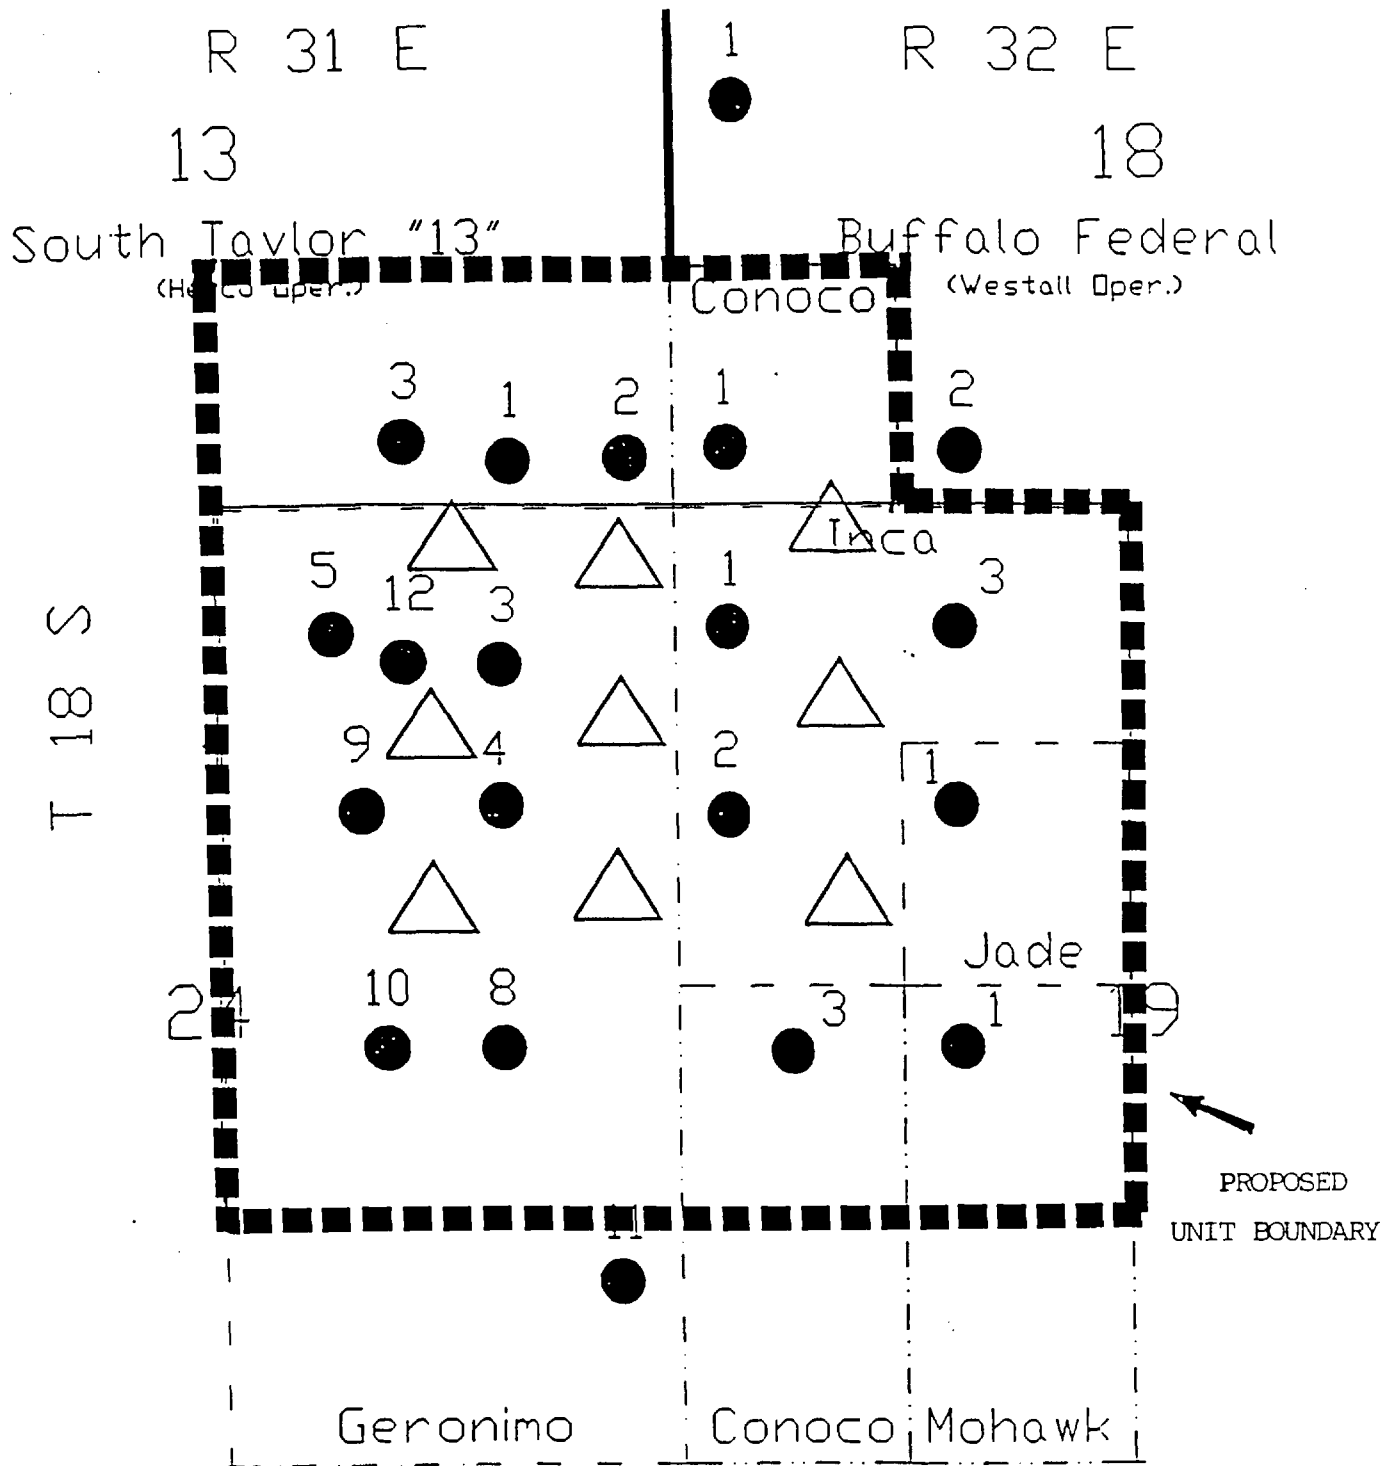 R 31 E
1
R 32 E
13
18
South Taylor "13"
Buffalo Federal
Oper.)
(Westall Oper.)
Conoco
3
1
2
1
2
Inca
5
12
3
1
3
T 18 S
9
4
2
1
Jade
24
10
8
3
1
19
PROPOSED
UNIT BOUNDARY
11
Geronimo
Conoco
Mohawk